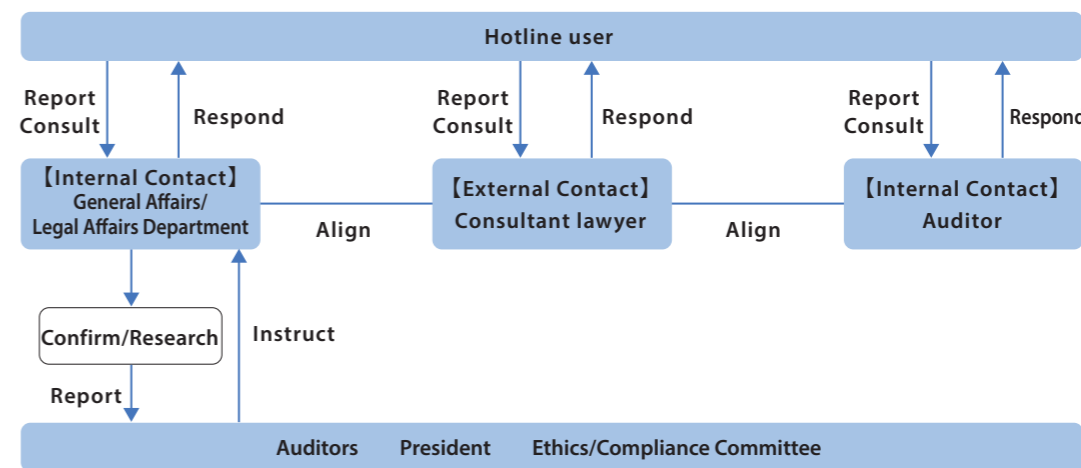 Hotline user
Report
Consult
Respond
Report
Consult
Respond
Report
Consult
Respond
【Internal Contact】
General Affairs/
Legal Affairs Department
Align
【External Contact】
Consultant lawyer
Align
【Internal Contact】
Auditor
Confirm/Research
Instruct
Report
Auditors President Ethics/Compliance Committee